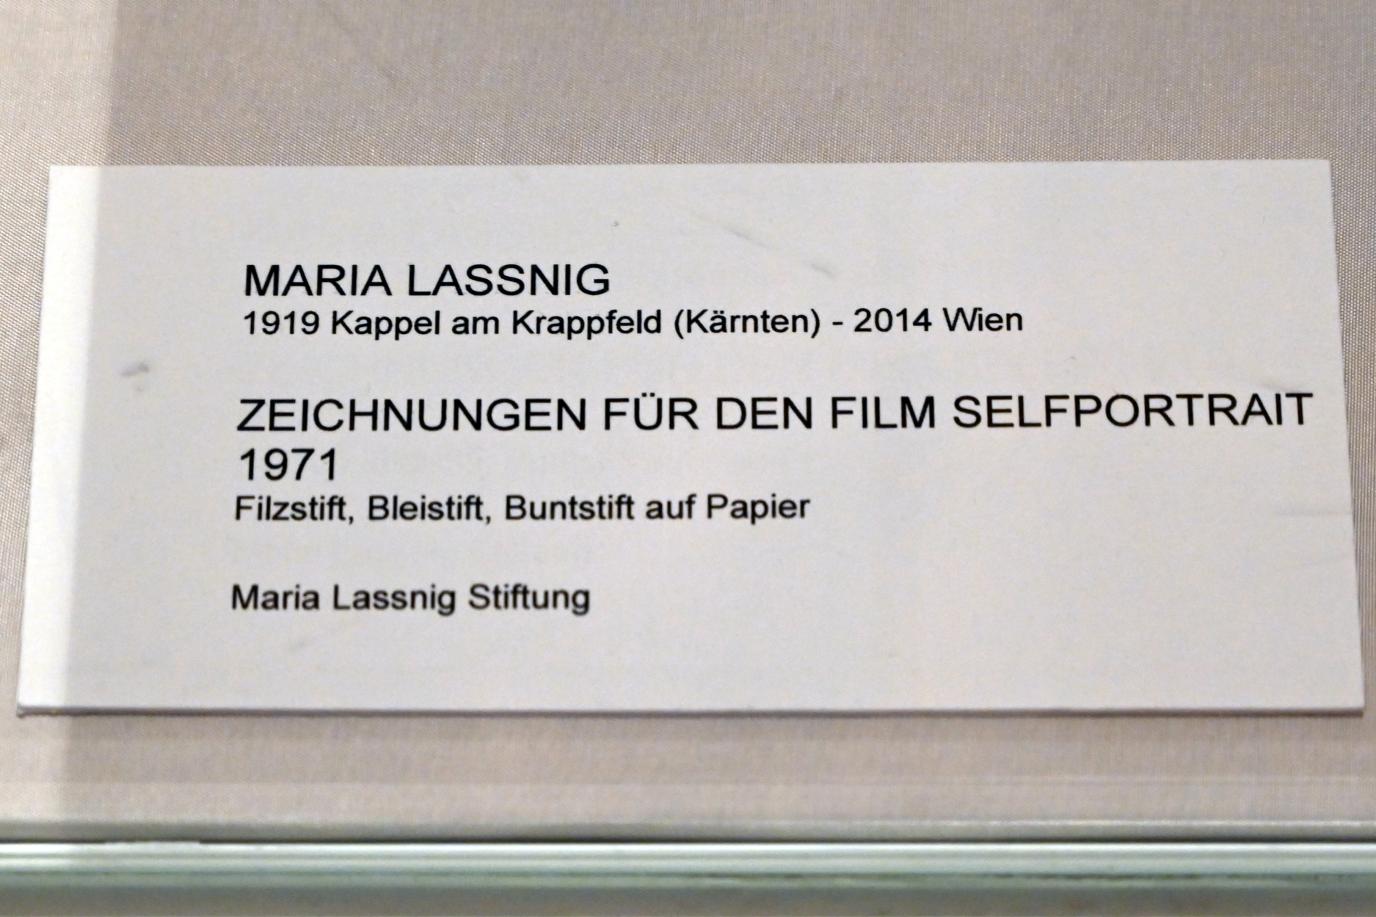 MARIA LASSNIG
1919 Kappel am Krappfeld (Kärnten) - 2014 Wien
ZEICHNUNGEN FÜR DEN FILM SELFPORTRAIT
1971
Filzstift, Bleistift, Buntstift auf Papier
Maria Lassnig Stiftung